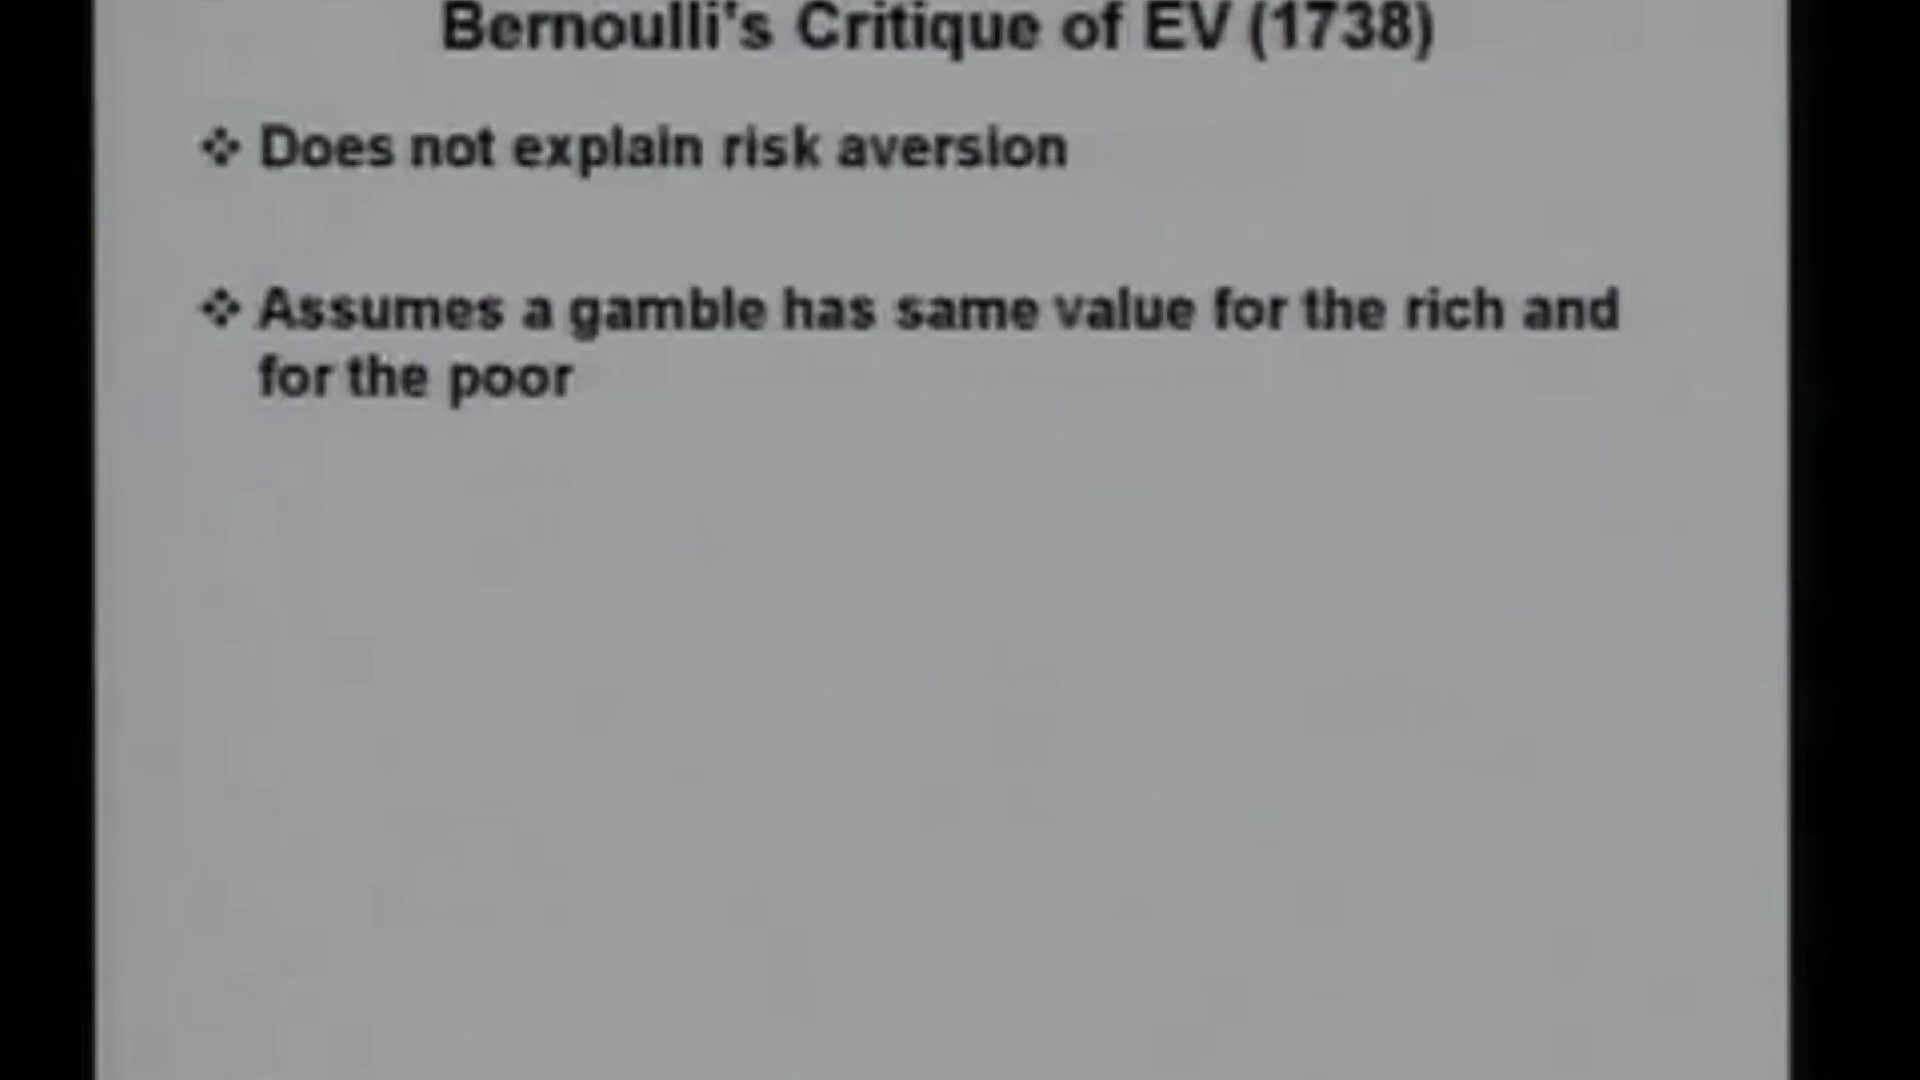 Bernoulli's Critique of EV (1738)
❖ Does not explain risk aversion
❖ Assumes a gamble has same value for the rich and
for the poor